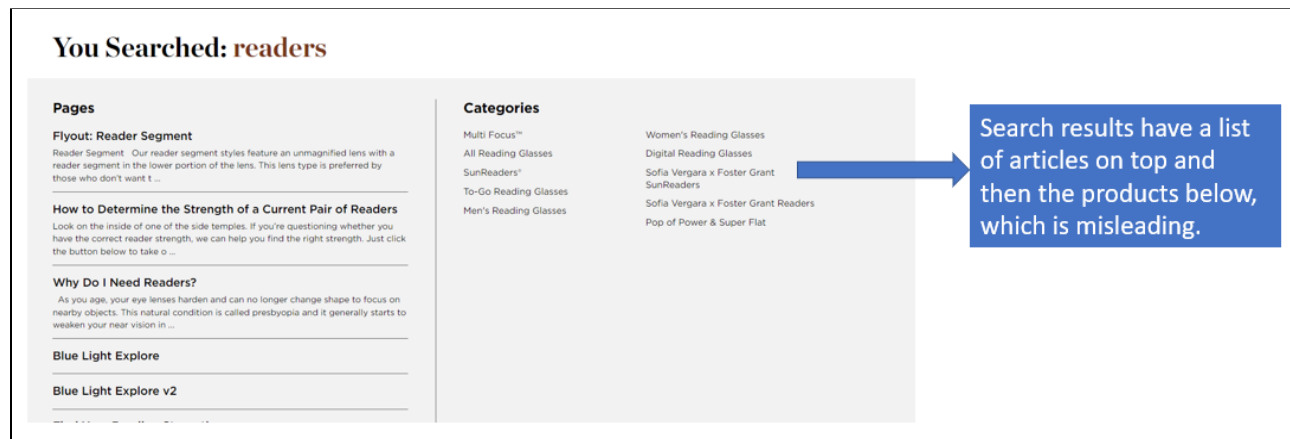 You Searched: readers
Pages
Flyout: Reader Segment
Reader Segment   Our reader segment styles feature an unmagnified lens with a
reader segment in the lower portion of the lens. This lens type is preferred by
those who don't want t ...
How to Determine the Strength of a Current Pair of Readers
Look on the inside of one of the side temples. If you're questioning whether you
have the correct reader strength, we can help you find the right strength. Just click
the button below to take o ...
Why Do I Need Readers?
As you age, your eye lenses harden and can no longer change shape to focus on
nearby objects. This natural condition is called presbyopia and it generally starts to
weaken your near vision in ...
Blue Light Explore
Blue Light Explore v2
Categories
Multi Focus™
All Reading Glasses
SunReaders®
To-Go Reading Glasses
Men's Reading Glasses
Women's Reading Glasses
Digital Reading Glasses
Sofia Vergara x Foster Grant
SunReaders
Sofia Vergara x Foster Grant Readers
Pop of Power & Super Flat
Search results have a list
of articles on top and
then the products below,
which is misleading.